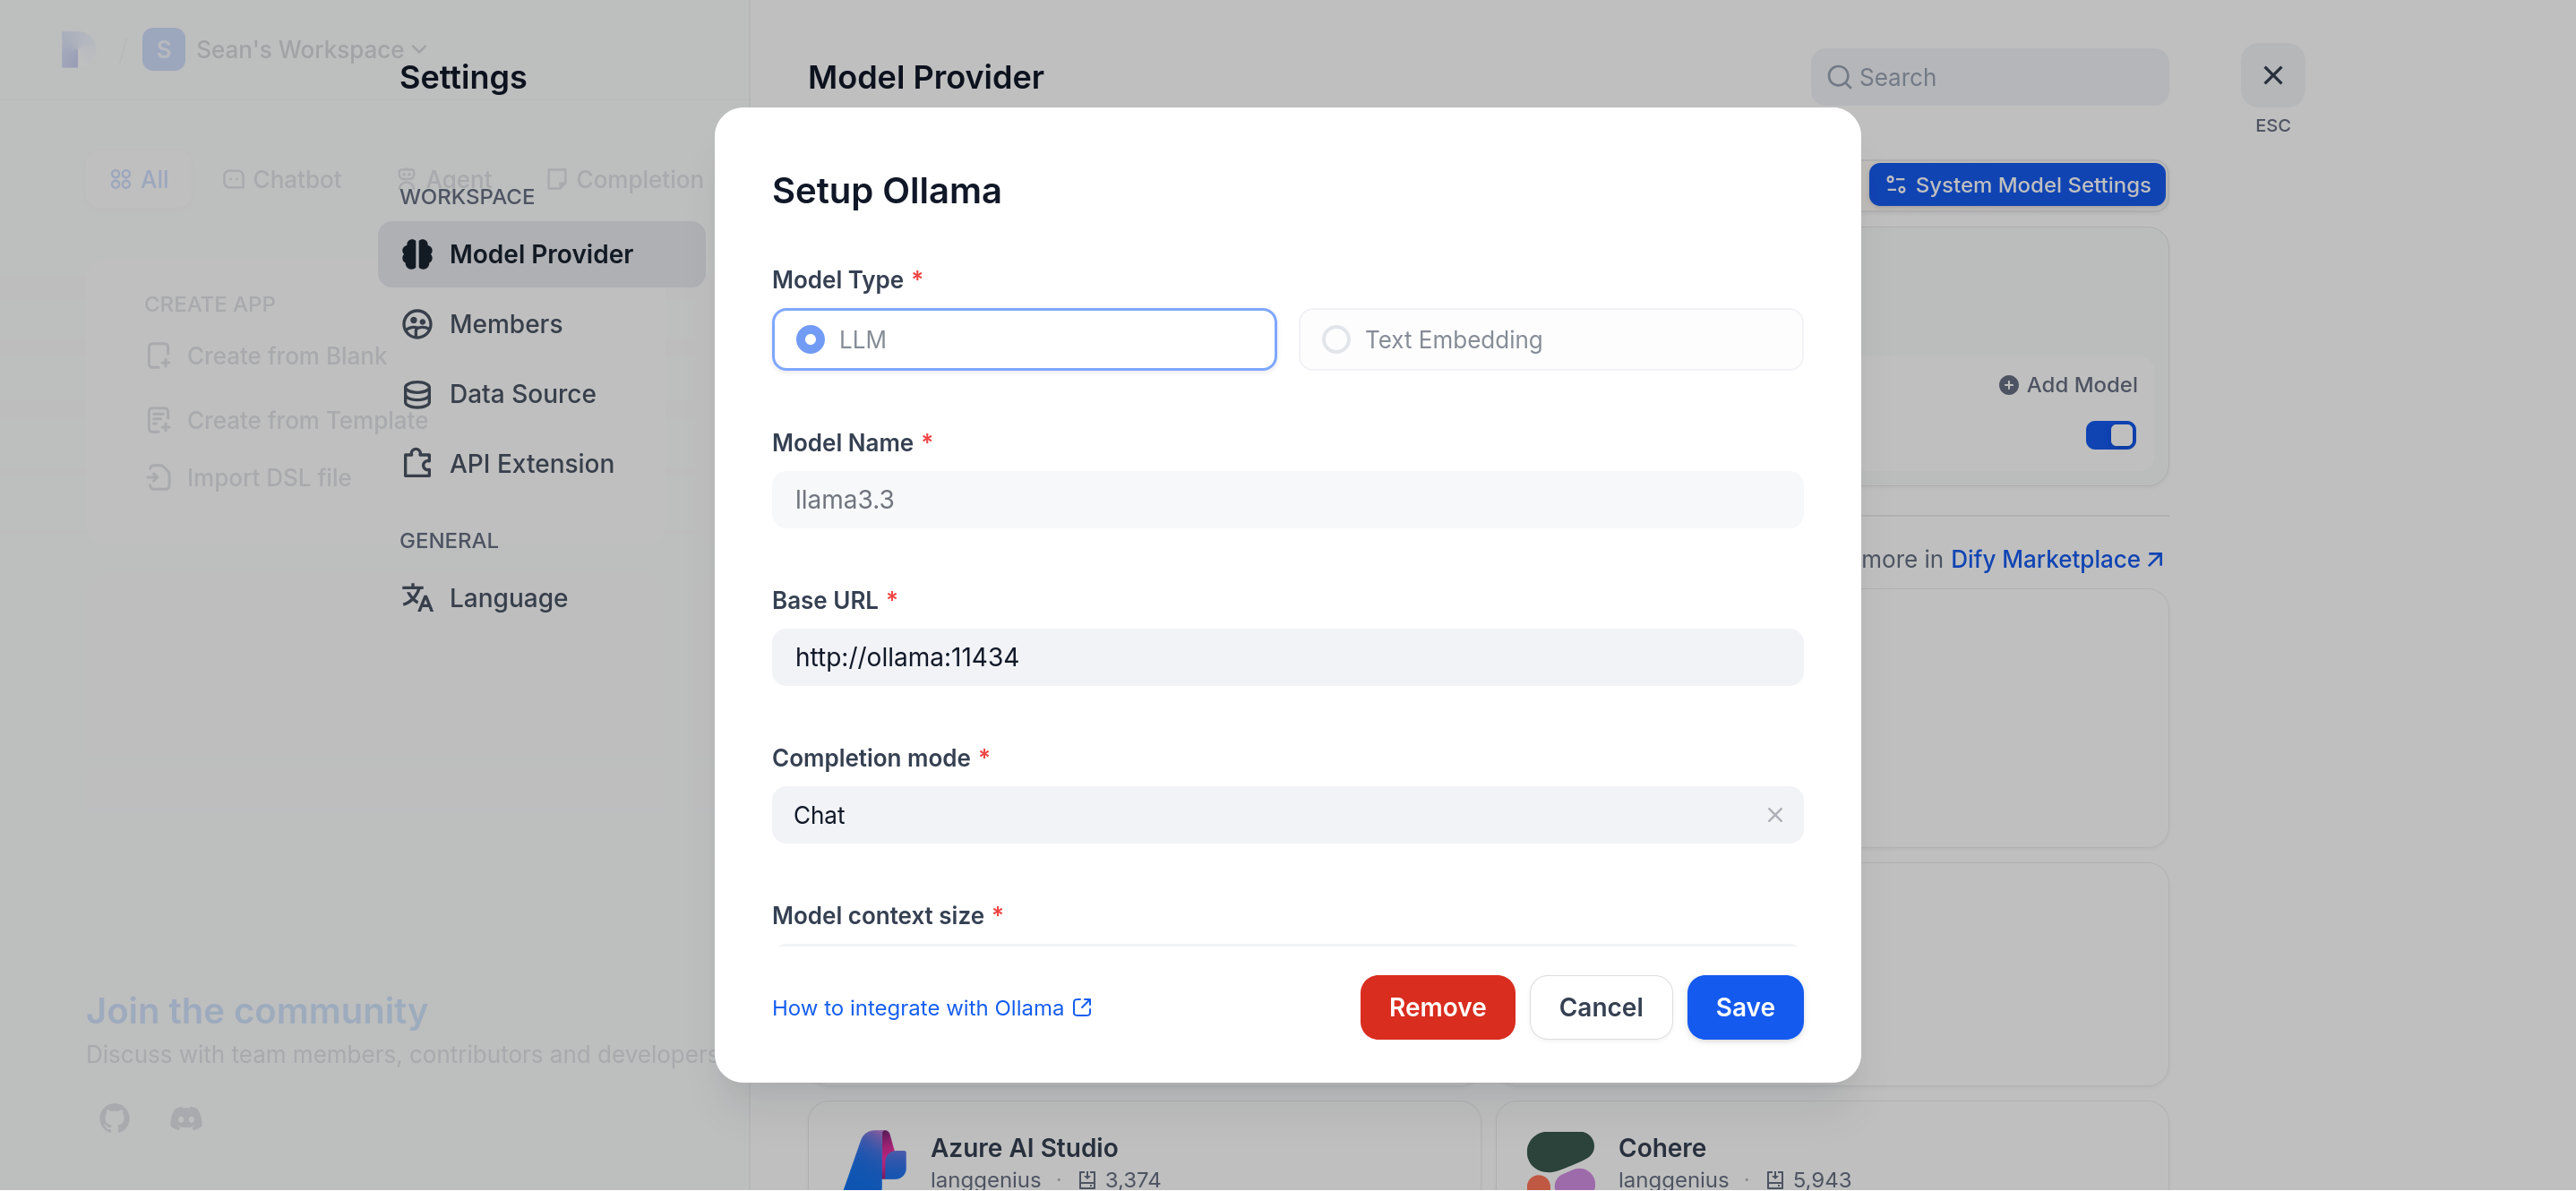 S Sean's Workspace
Settings
Model Provider
Search
ESC
All
Chatbot
Agent
Completion
WORKSPACE
Model Provider
Members
Data Source
API Extension
GENERAL
Language
CREATE APP
Create from Blank
Create from Template
Import DSL file
Join the community
Discuss with team members, contributors and developers
System Model Settings
Add Model
more in Dify Marketplace
Setup Ollama
Model Type *
LLM
Text Embedding
Model Name *
llama3.3
Base URL *
http://ollama:11434
Completion mode *
Chat
Model context size *
How to integrate with Ollama
Remove
Cancel
Save
Azure AI Studio
langgenius · 3,374
Cohere
langgenius · 5,943